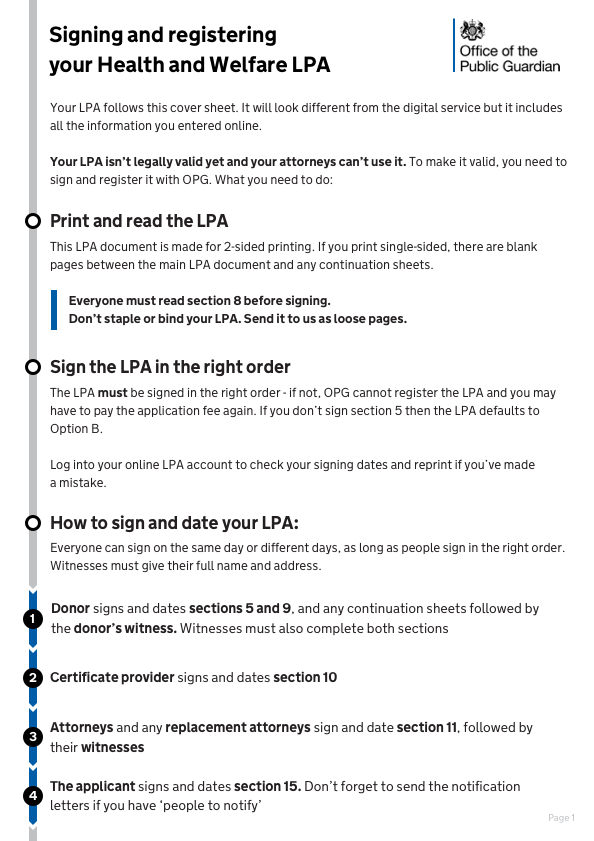 Signing and registering
your Health and Welfare LPA
Office of the
Public Guardian
Your LPA follows this cover sheet. It will look different from the digital service but it includes
all the information you entered online.
Your LPA isn't legally valid yet and your attorneys can't use it. To make it valid, you need to
sign and register it with OPG. What you need to do:
Print and read the LPA
This LPA document is made for 2-sided printing. If you print single-sided, there are blank
pages between the main LPA document and any continuation sheets.
Everyone must read section 8 before signing.
Don't staple or bind your LPA. Send it to us as loose pages.
Sign the LPA in the right order
The LPA must be signed in the right order - if not, OPG cannot register the LPA and you may
have to pay the application fee again. If you don't sign section 5 then the LPA defaults to
Option B.
Log into your online LPA account to check your signing dates and reprint if you've made
a mistake.
How to sign and date your LPA:
Everyone can sign on the same day or different days, as long as people sign in the right order.
Witnesses must give their full name and address.
1 Donor signs and dates sections 5 and 9, and any continuation sheets followed by
the donor's witness. Witnesses must also complete both sections
2 Certificate provider signs and dates section 10
3 Attorneys and any replacement attorneys sign and date section 11, followed by
their witnesses
4 The applicant signs and dates section 15. Don't forget to send the notification
letters if you have 'people to notify'
Page 1